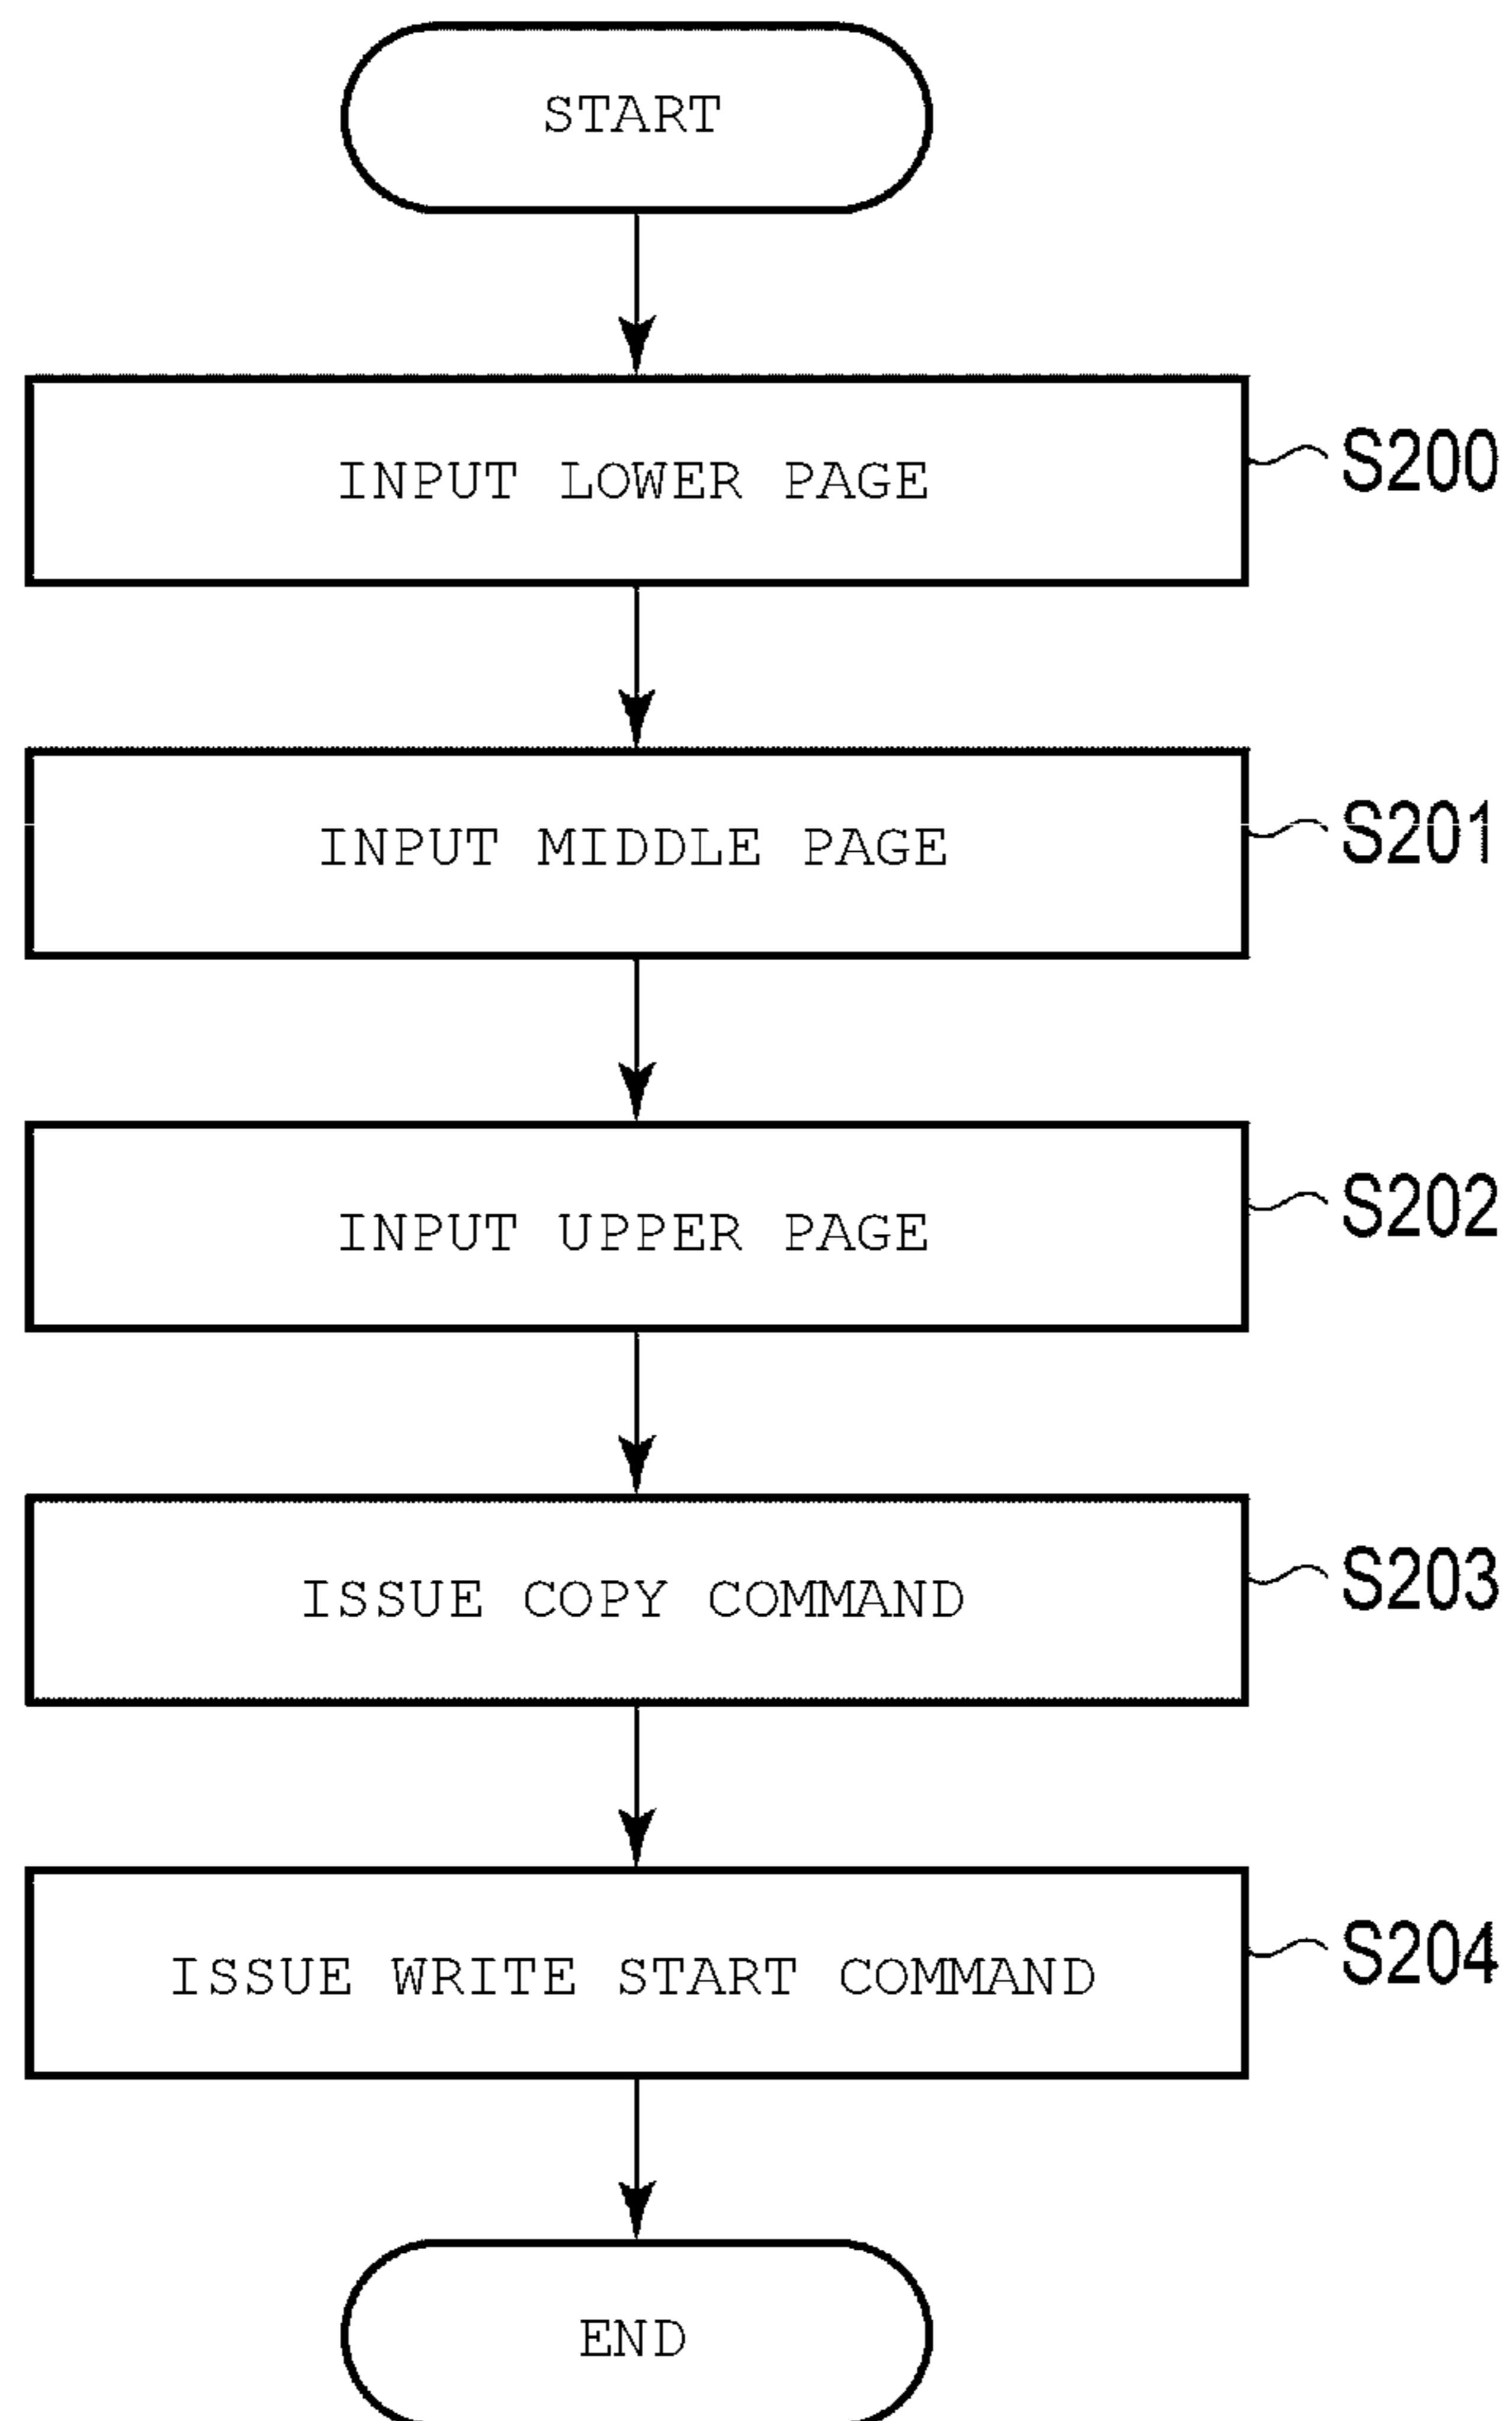 START
INPUT LOWER PAGE
S200
INPUT MIDDLE PAGE
S201
INPUT UPPER PAGE
S202
ISSUE COPY COMMAND
S203
ISSUE WRITE START COMMAND
S204
END